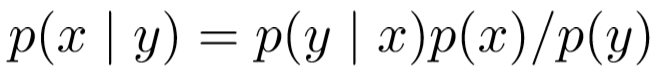 p(x | y) = p(y | x)p(x)/p(y)